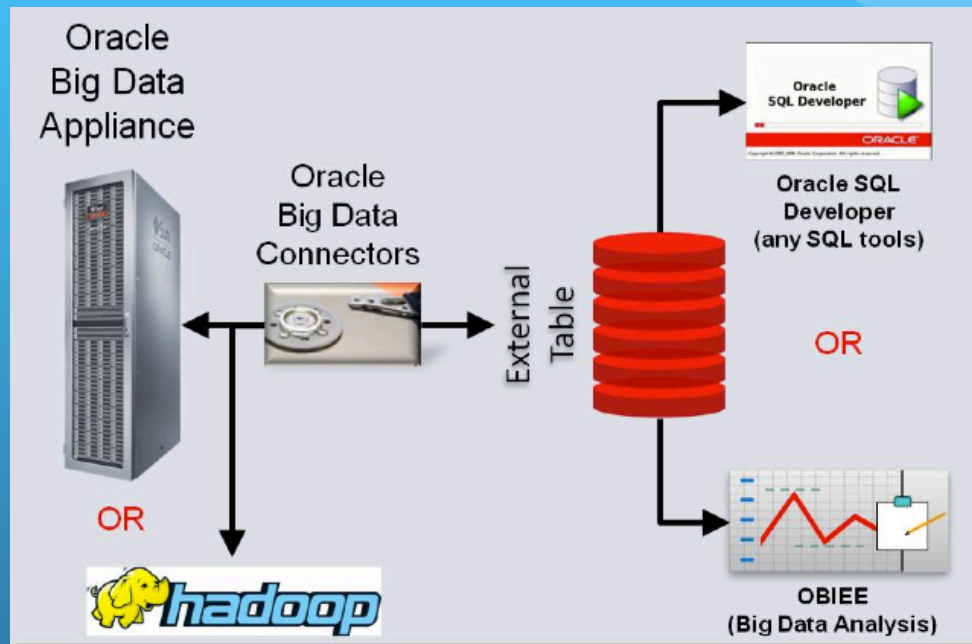 Oracle
Big Data
Appliance
Oracle
Big Data
Connectors
External
Table
Oracle
SQL Developer
ORACLE
Oracle SQL
Developer
(any SQL tools)
OR
OR
hadoop
OBIEE
(Big Data Analysis)